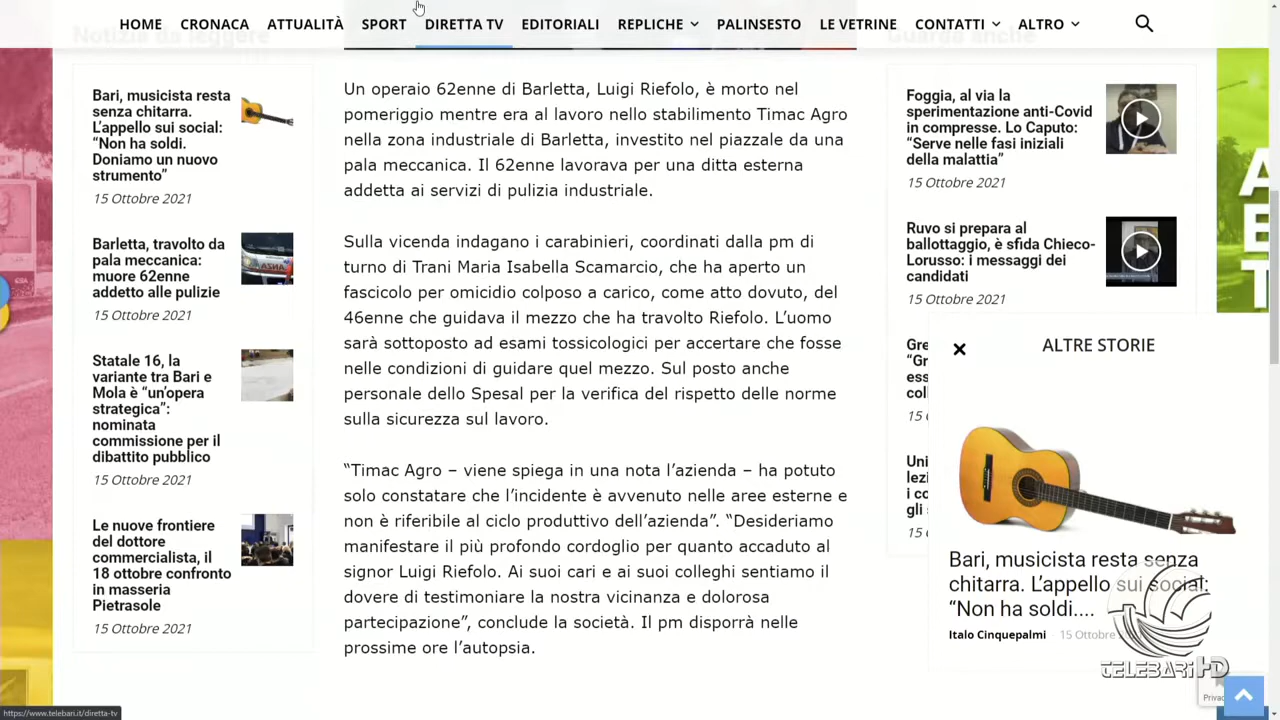 HOME CRONACA ATTUALITÀ SPORT DIRETTA TV EDITORIALI REPLICHE PALINSESTO LE VETRINE CONTATTI ALTRO
Notizia da leggere
Bari, musicista resta
senza chitarra.
L’appello sui social:
“Non ha soldi.
Doniamo un nuovo
strumento”
15 Ottobre 2021
Barletta, travolto da
pala meccanica:
muore 62enne
addetto alle pulizie
15 Ottobre 2021
Statale 16, la
variante tra Bari e
Mola è “un’opera
strategica”:
nominata
commissione per il
dibattito pubblico
15 Ottobre 2021
Le nuove frontiere
del dottore
commercialista, il
18 ottobre confronto
in masseria
Pietrasole
15 Ottobre 2021
Un operaio 62enne di Barletta, Luigi Riefolo, è morto nel
pomeriggio mentre era al lavoro nello stabilimento Timac Agro
nella zona industriale di Barletta, investito nel piazzale da una
pala meccanica. Il 62enne lavorava per una ditta esterna
addetta ai servizi di pulizia industriale.
Sulla vicenda indagano i carabinieri, coordinati dalla pm di
turno di Trani Maria Isabella Scamarcio, che ha aperto un
fascicolo per omicidio colposo a carico, come atto dovuto, del
46enne che guidava il mezzo che ha travolto Riefolo. L’uomo
sarà sottoposto ad esami tossicologici per accertare che fosse
nelle condizioni di guidare quel mezzo. Sul posto anche
personale dello Spesal per la verifica del rispetto delle norme
sulla sicurezza sul lavoro.
“Timac Agro – viene spiega in una nota l’azienda – ha potuto
solo constatare che l’incidente è avvenuto nelle aree esterne e
non è riferibile al ciclo produttivo dell’azienda”. “Desideriamo
manifestare il più profondo cordoglio per quanto accaduto al
signor Luigi Riefolo. Ai suoi cari e ai suoi colleghi sentiamo il
dovere di testimoniare la nostra vicinanza e dolorosa
partecipazione”, conclude la società. Il pm disporrà nelle
prossime ore l’autopsia.
Guarda anche
Foggia, al via la
sperimentazione anti-Covid
in compresse. Lo Caputo:
“Serve nelle fasi iniziali
della malattia”
15 Ottobre 2021
Ruvo si prepara al
ballottaggio, è sfida Chieco-
Lorusso: i messaggi dei
candidati
15 Ottobre 2021
ALTRE STORIE
Bari, musicista resta senza
chitarra. L’appello sui social:
“Non ha soldi....
Italo Cinquepalmi - 15 Ottobre
TELEBARI HD
https://www.telebari.it/diretta-tv